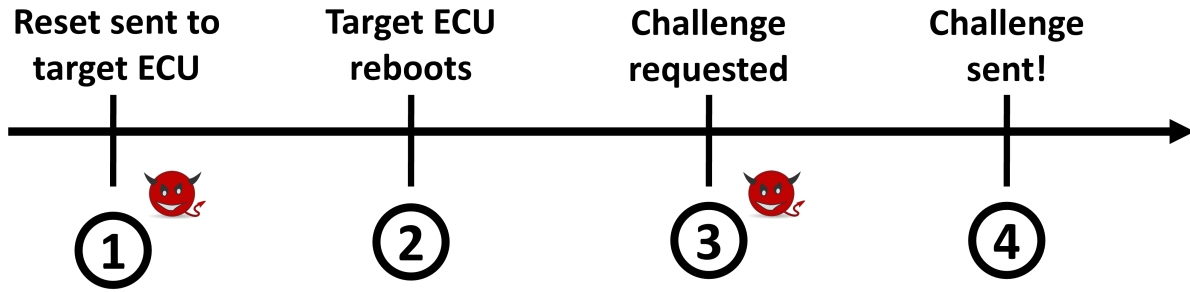 Reset sent to
target ECU
Target ECU
reboots
Challenge
requested
Challenge
sent!
1
2
3
4